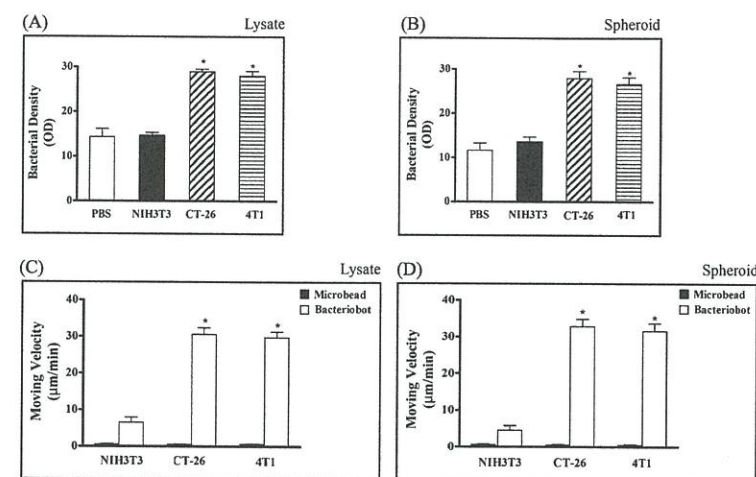 (A)
Lysate
Bacterial Density
(OD)
30
20
10
0
PBS
NIH3T3
CT-26
4T1
*
*
(B)
Spheroid
Bacterial Density
(OD)
30
20
10
0
PBS
NIH3T3
CT-26
4T1
*
*
(C)
Lysate
Moving Velocity
(μm/min)
40
30
20
10
0
NIH3T3
CT-26
4T1
Microbead
Bacteriobot
*
*
(D)
Spheroid
Moving Velocity
(μm/min)
40
30
20
10
0
NIH3T3
CT-26
4T1
Microbead
Bacteriobot
*
*